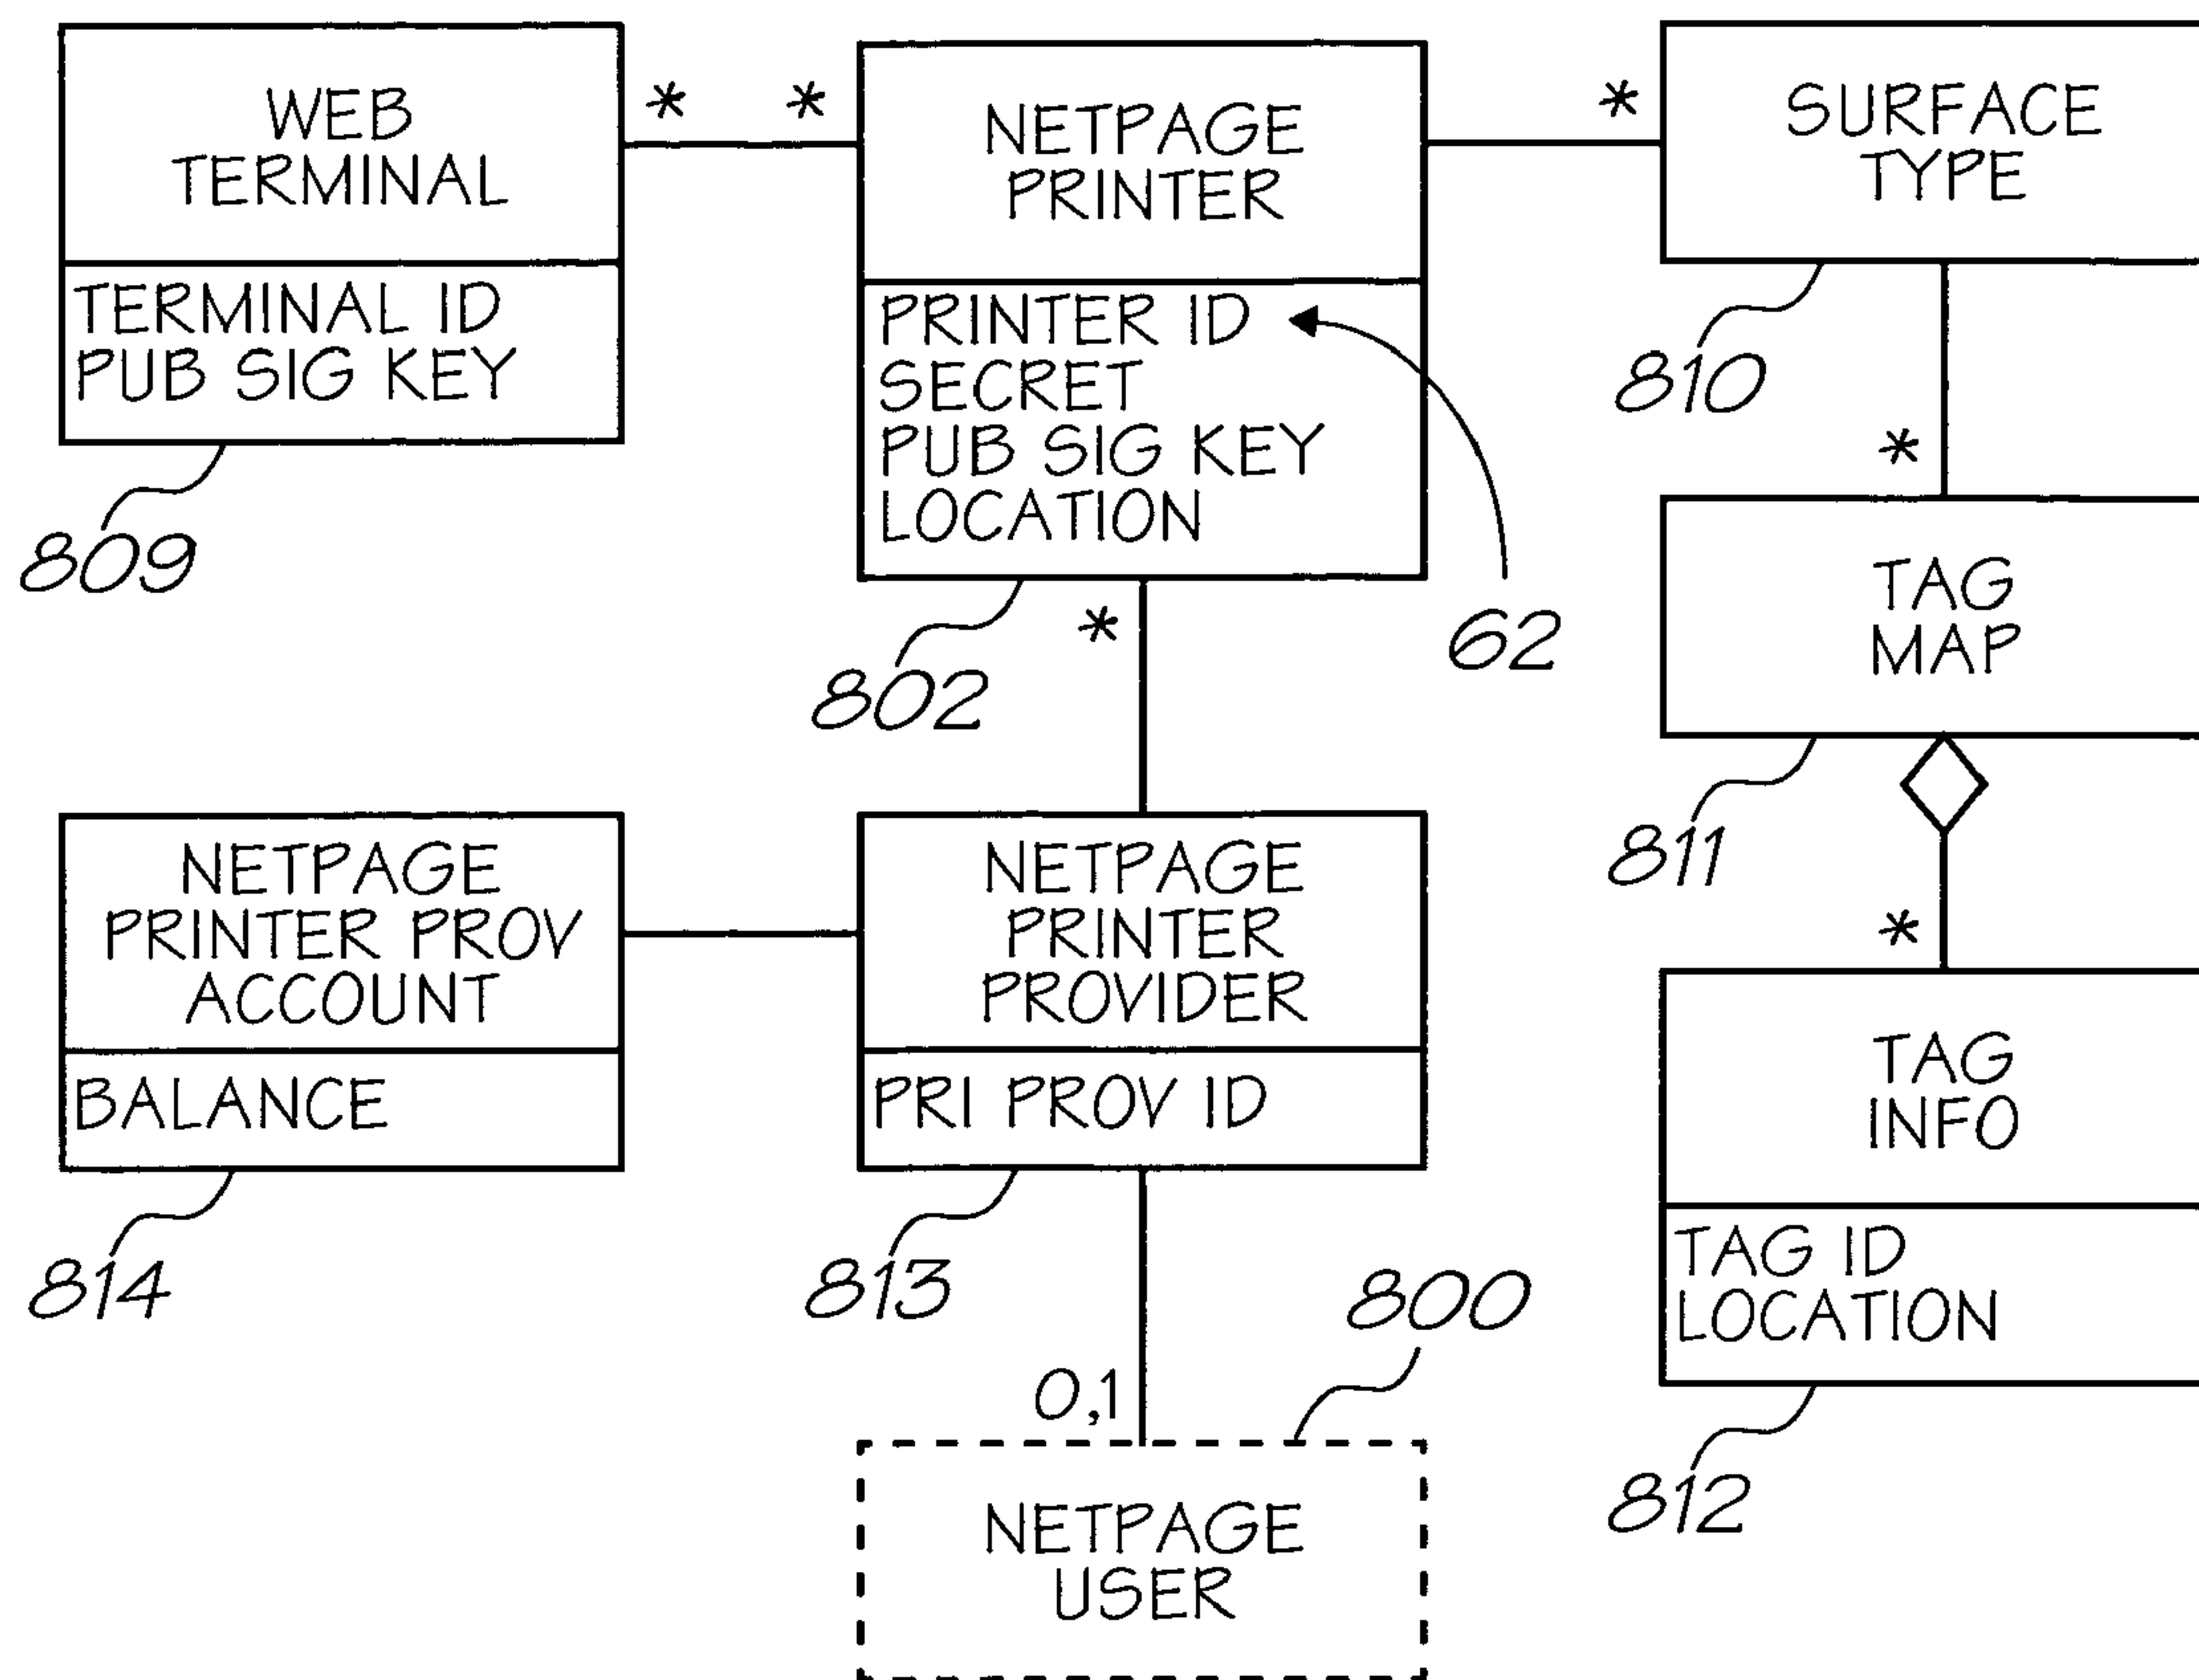 WEB
TERMINAL
TERMINAL ID
PUB SIG KEY
809
*
*
NETPAGE
PRINTER
PRINTER ID
SECRET
PUB SIG KEY
LOCATION
62
802
*
*
SURFACE
TYPE
810
*
TAG
MAP
811
*
TAG
INFO
TAG ID
LOCATION
812
NETPAGE
PRINTER PROV
ACCOUNT
BALANCE
814
NETPAGE
PRINTER
PROVIDER
PRI PROV ID
813
800
0,1
NETPAGE
USER